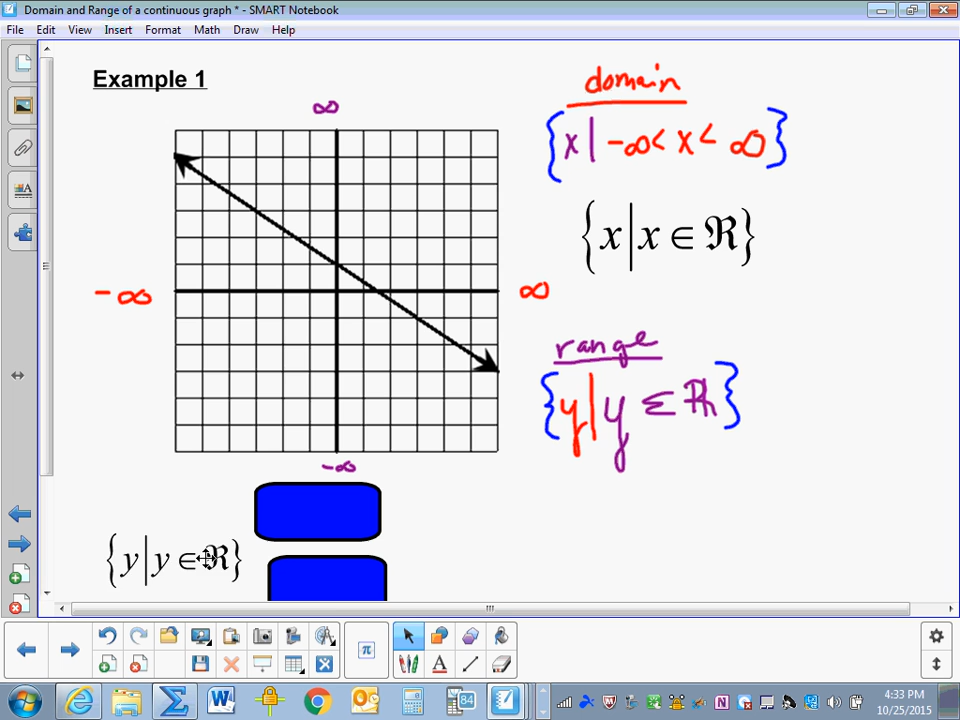 Domain and Range of a continuous graph * - SMART Notebook
File Edit View Insert Format Math Draw Help
Example 1
domain
∞
{x| -∞< x< ∞}
{x|x∈ℜ}
-∞
∞
range
{y|y ∈ ℝ}
-∞
{y|y∈ℜ}
π
84
4:33 PM
10/25/2015